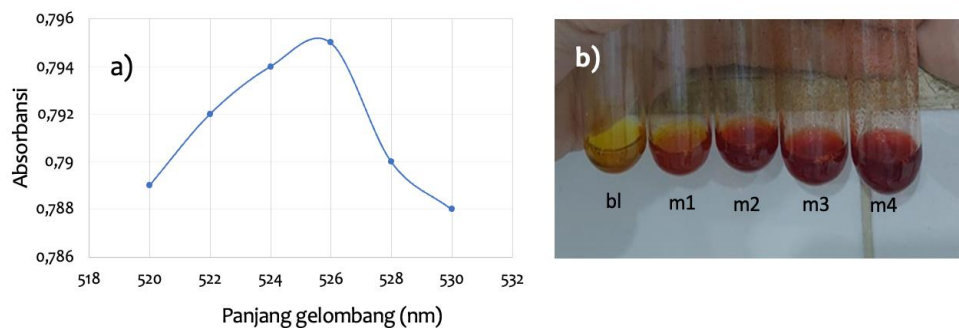 a)
Absorbansi
0,796
0,794
0,792
0,79
0,788
0,786
518 520 522 524 526 528 530 532
Panjang gelombang (nm)
b)
bl m1 m2 m3 m4